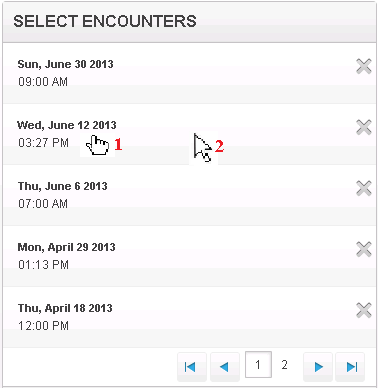 SELECT ENCOUNTERS
Sun, June 30 2013
09:00 AM
Wed, June 12 2013
03:27 PM 1 2
Thu, June 6 2013
07:00 AM
Mon, April 29 2013
01:13 PM
Thu, April 18 2013
12:00 PM
1 2